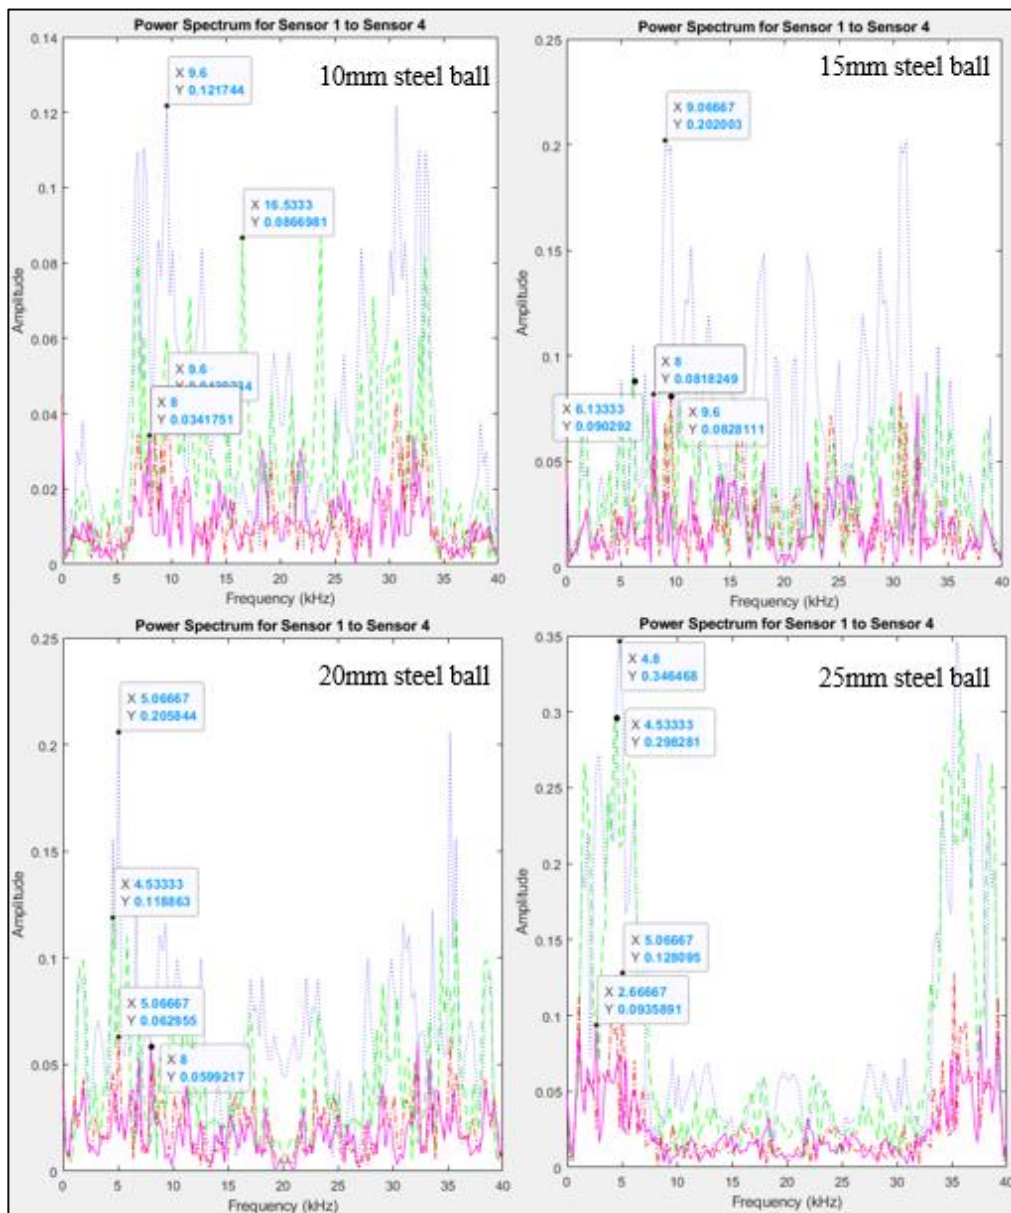 Power Spectrum for Sensor 1 to Sensor 4
10mm steel ball
0.14
0.12
0.1
0.08
0.06
0.04
0.02
0
Amplitude
X 9.6
Y 0.121744
X 16.5333
Y 0.0866981
X 9.6
X 8
Y 0.0341751
0 5 10 15 20 25 30 35 40
Frequency (kHz)
Power Spectrum for Sensor 1 to Sensor 4
15mm steel ball
0.25
0.2
0.15
0.1
0.05
0
Amplitude
X 9.06667
Y 0.202003
X 8
Y 0.0818249
X 6.13333
Y 0.090292
X 9.6
Y 0.0828111
0 5 10 15 20 25 30 35 40
Frequency (kHz)
Power Spectrum for Sensor 1 to Sensor 4
20mm steel ball
0.25
0.2
0.15
0.1
0.05
0
Amplitude
X 5.06667
Y 0.205844
X 4.53333
Y 0.118863
X 5.06667
Y 0.062955
X 8
Y 0.0599217
0 5 10 15 20 25 30 35 40
Frequency (kHz)
Power Spectrum for Sensor 1 to Sensor 4
25mm steel ball
0.35
0.3
0.25
0.2
0.15
0.1
0.05
0
Amplitude
X 4.8
Y 0.346468
X 4.53333
Y 0.298281
X 5.06667
Y 0.128095
X 2.66667
Y 0.0935891
0 5 10 15 20 25 30 35 40
Frequency (kHz)